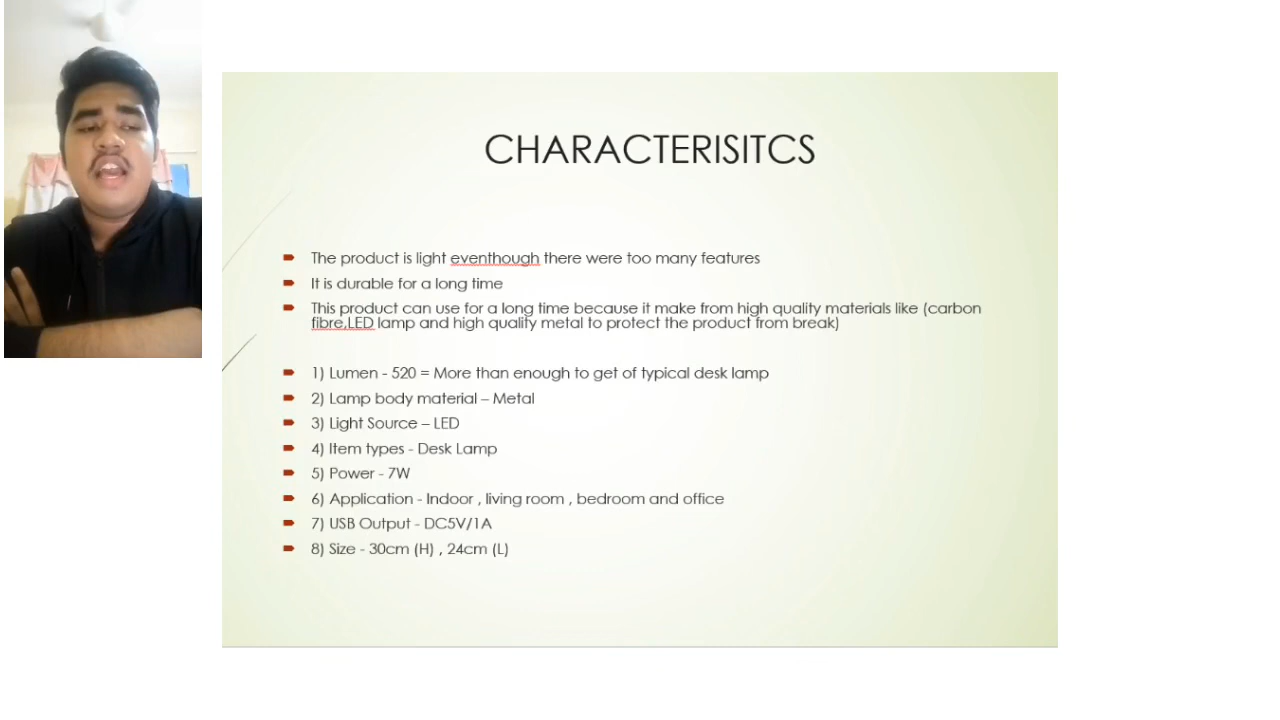 CHARACTERISITCS
The product is light eventhough there were too many features
It is durable for a long time
This product can use for a long time because it make from high quality materials like (carbon
fibre,LED lamp and high quality metal to protect the product from break)
1) Lumen - 520 = More than enough to get of typical desk lamp
2) Lamp body material – Metal
3) Light Source – LED
4) Item types - Desk Lamp
5) Power - 7W
6) Application - Indoor , living room , bedroom and office
7) USB Output - DC5V/1A
8) Size - 30cm (H) , 24cm (L)